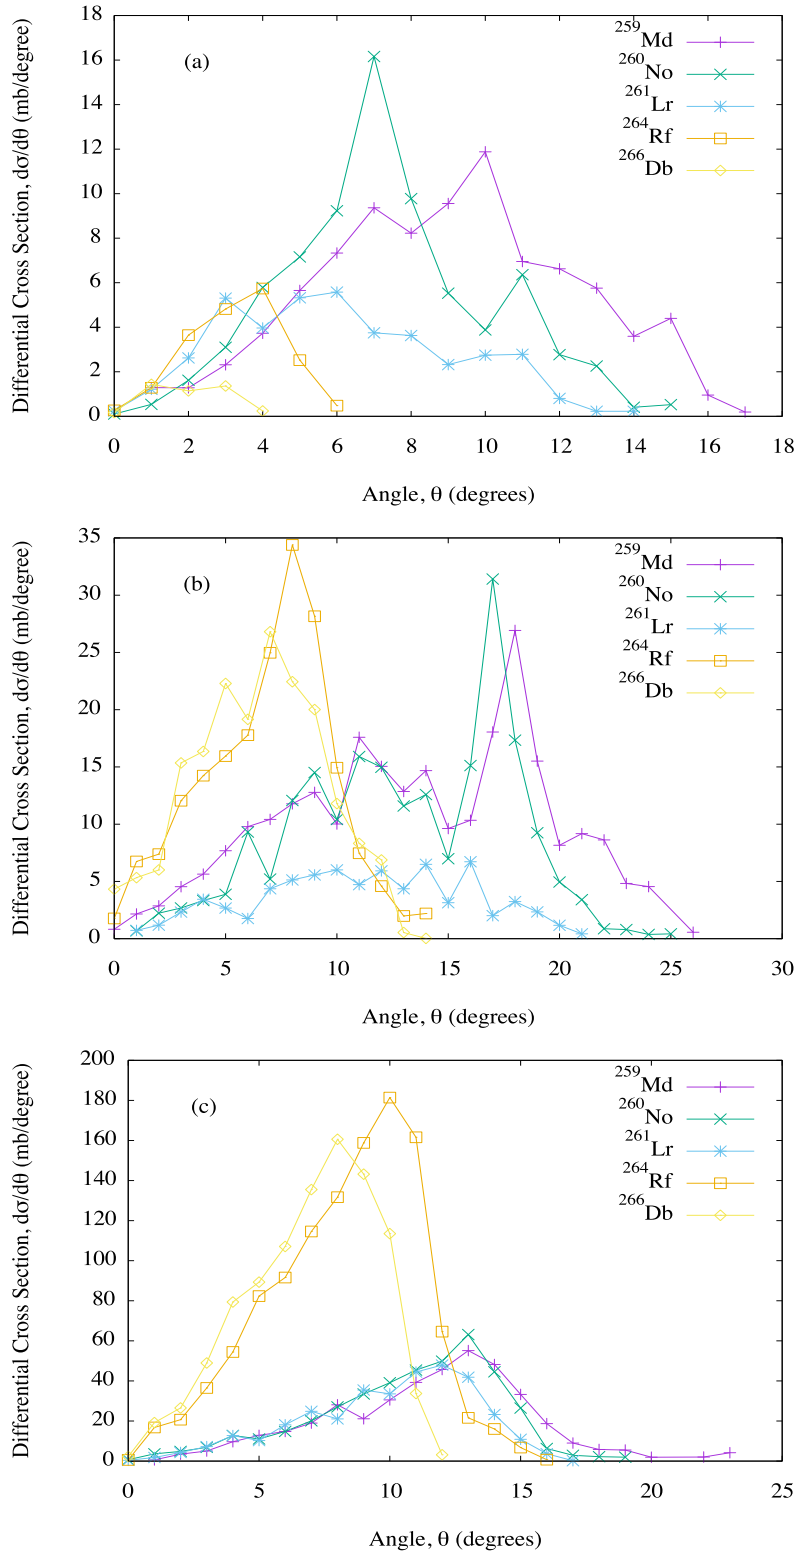 Differential Cross Section, dσ/dθ (mb/degree)
18
16
14
12
10
8
6
4
2
0
(a)
259Md
260No
261Lr
264Rf
266Db
0 2 4 6 8 10 12 14 16 18
Angle, θ (degrees)
Differential Cross Section, dσ/dθ (mb/degree)
35
30
25
20
15
10
5
0
(b)
259Md
260No
261Lr
264Rf
266Db
0 5 10 15 20 25 30
Angle, θ (degrees)
Differential Cross Section, dσ/dθ (mb/degree)
200
180
160
140
120
100
80
60
40
20
0
(c)
259Md
260No
261Lr
264Rf
266Db
0 5 10 15 20 25
Angle, θ (degrees)